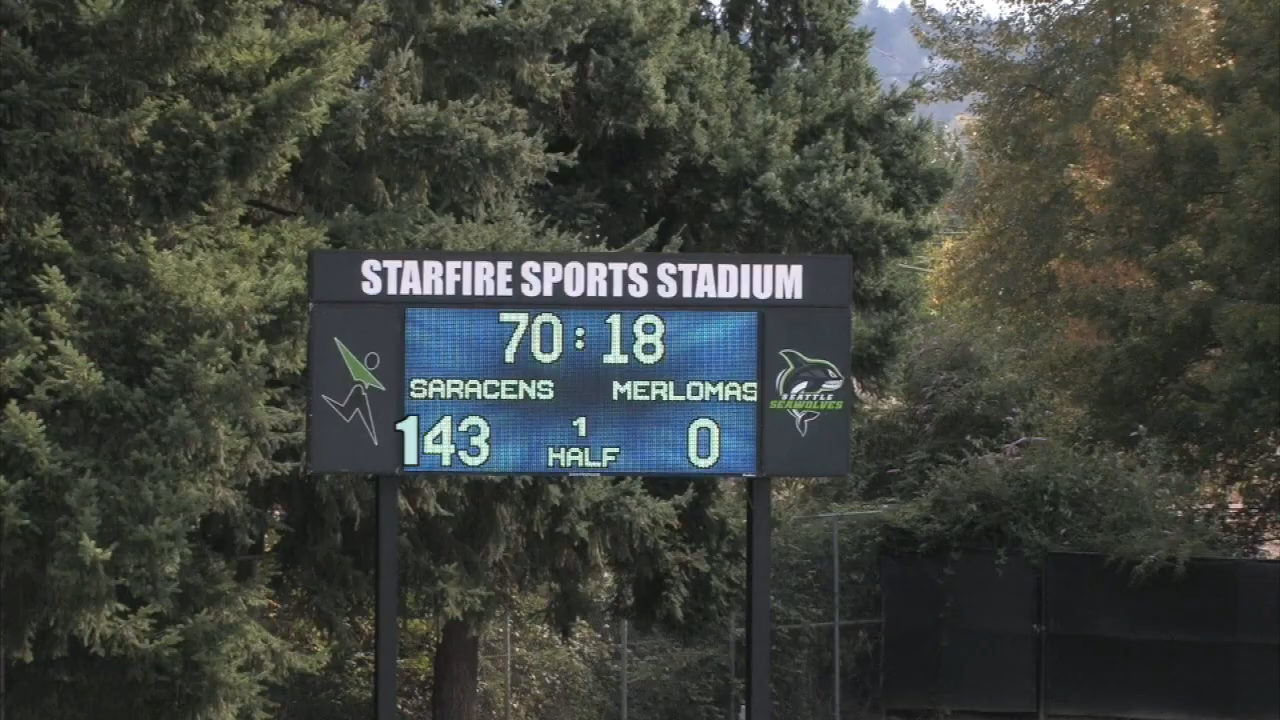 STARFIRE SPORTS STADIUM
70:18
SARACENS MERLOMAS
143 1 0
HALF
SEATTLE
SEAWOLVES